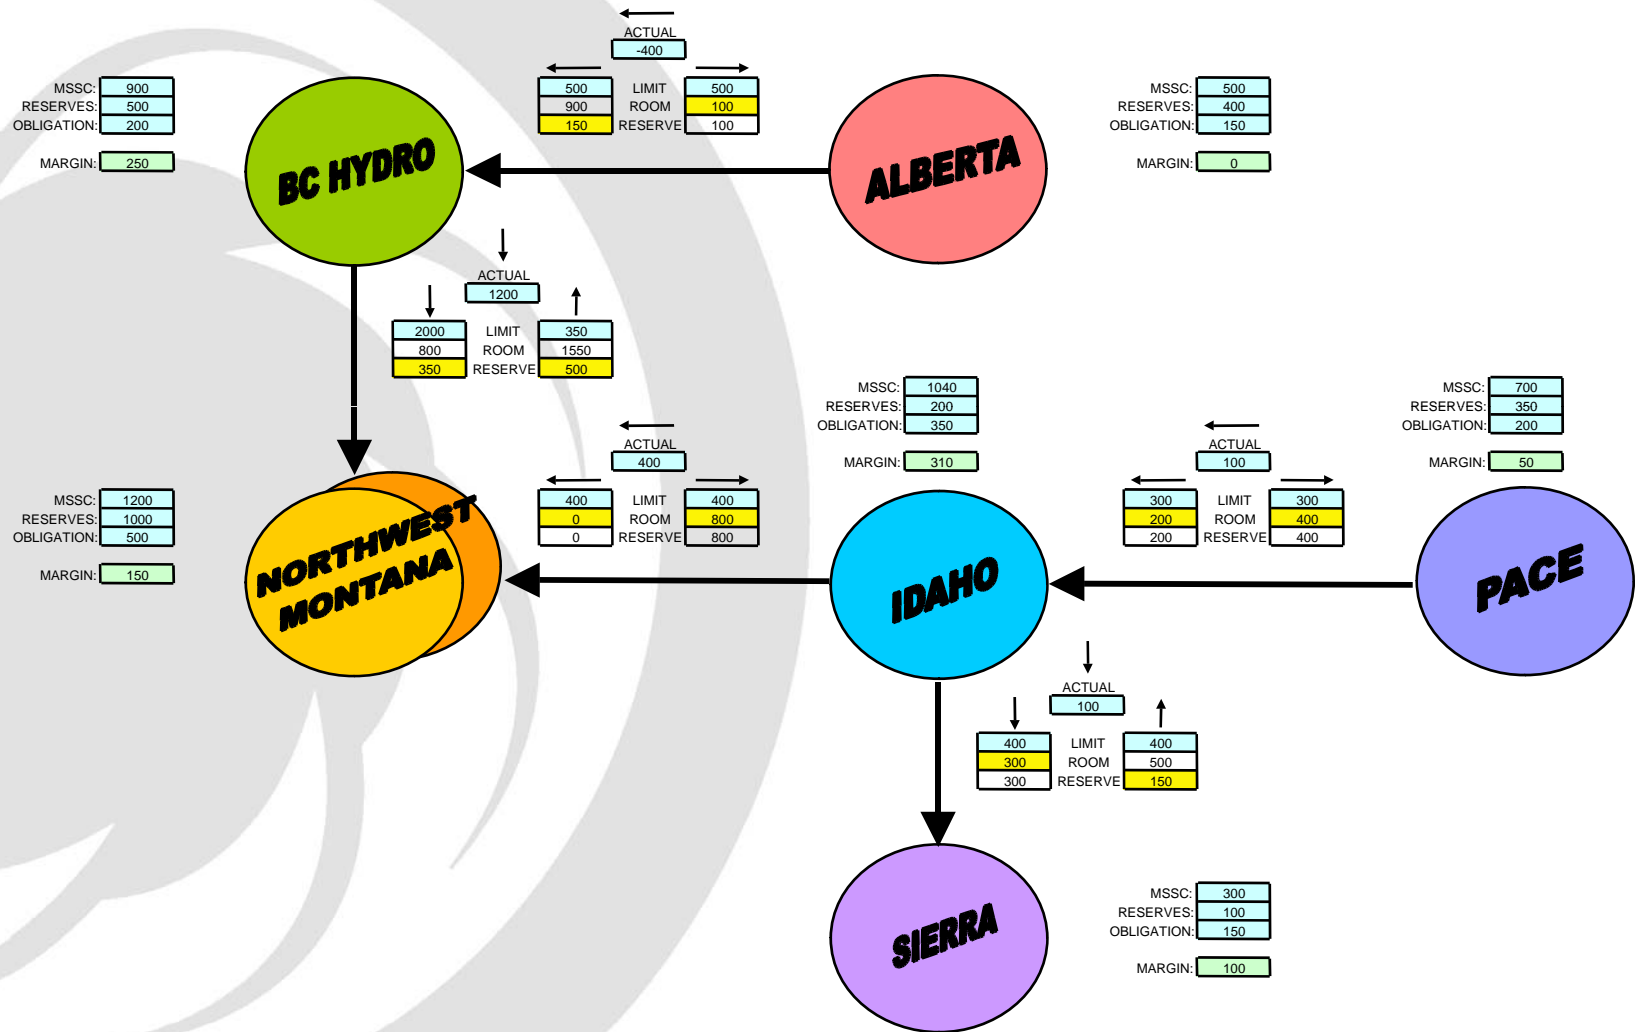 ACTUAL
-400
MSSC: 900
RESERVES: 500
OBLIGATION: 200
MARGIN: 250
500 LIMIT 500
900 ROOM 100
150 RESERVE 100
MSSC: 500
RESERVES: 400
OBLIGATION: 150
MARGIN: 0
BC HYDRO
ALBERTA
ACTUAL
1200
2000 LIMIT 350
800 ROOM 1550
350 RESERVE 500
MSSC: 1040
RESERVES: 200
OBLIGATION: 350
MARGIN: 310
MSSC: 700
RESERVES: 350
OBLIGATION: 200
MARGIN: 50
ACTUAL
400
400 LIMIT 400
0 ROOM 800
0 RESERVE 800
ACTUAL
100
300 LIMIT 300
200 ROOM 400
200 RESERVE 400
MSSC: 1200
RESERVES: 1000
OBLIGATION: 500
MARGIN: 150
NORTHWEST
MONTANA
IDAHO
PACE
ACTUAL
100
400 LIMIT 400
300 ROOM 500
300 RESERVE 150
SIERRA
MSSC: 300
RESERVES: 100
OBLIGATION: 150
MARGIN: 100